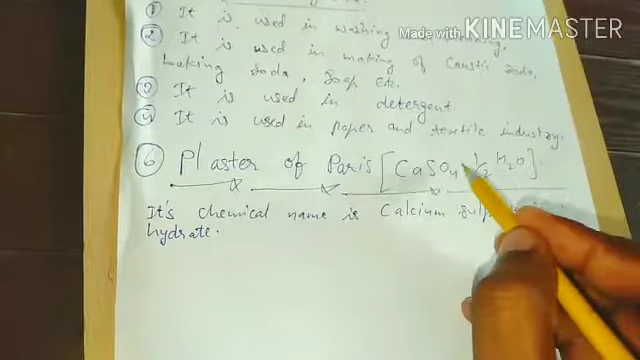 Made with KINEMASTER
① It is used in washing
② It is used in making of Caustic Soda,
baking Soda, Soap etc.
③ It is used in detergent
④ It is used in paper and textile industry.
⑥ Plaster of Paris [CaSO4.1/2 H2O]
It's chemical name is Calcium
hydrate.